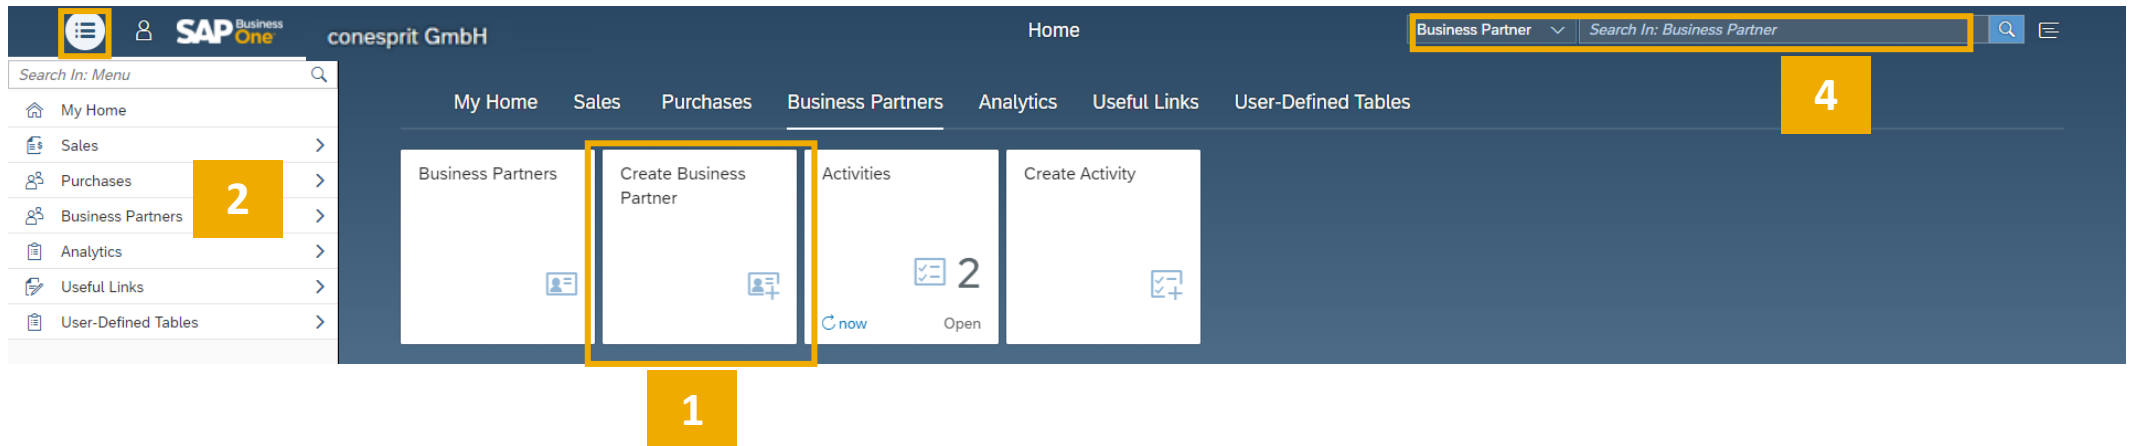 SAP Business One
conesprit GmbH
Home
Business Partner
Search In: Business Partner
4
Search In: Menu
My Home
Sales
Purchases
Business Partners
Analytics
Useful Links
User-Defined Tables
2
My Home Sales Purchases Business Partners Analytics Useful Links User-Defined Tables
Business Partners
Create Business
Partner
Activities
2
now Open
Create Activity
1